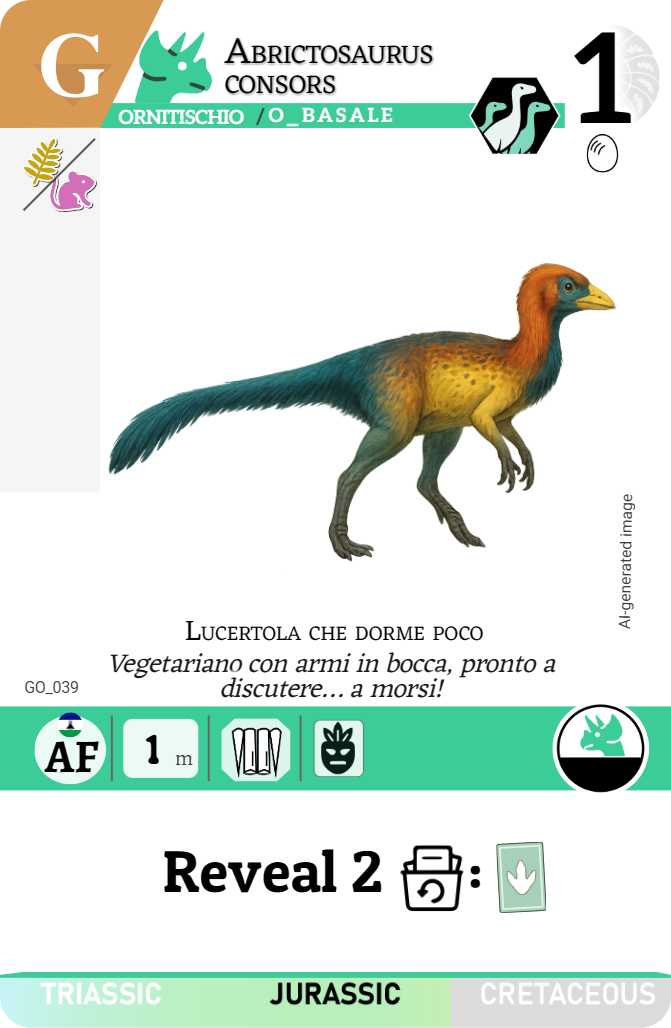 G
Abrictosaurus
consors
1
ORNITISCHIO /O_BASALE
AI-generated image
Lucertola che dorme poco
Vegetariano con armi in bocca, pronto a
discutere... a morsi!
GO_039
AF
1 m
Reveal 2 :
TRIASSIC JURASSIC CRETACEOUS